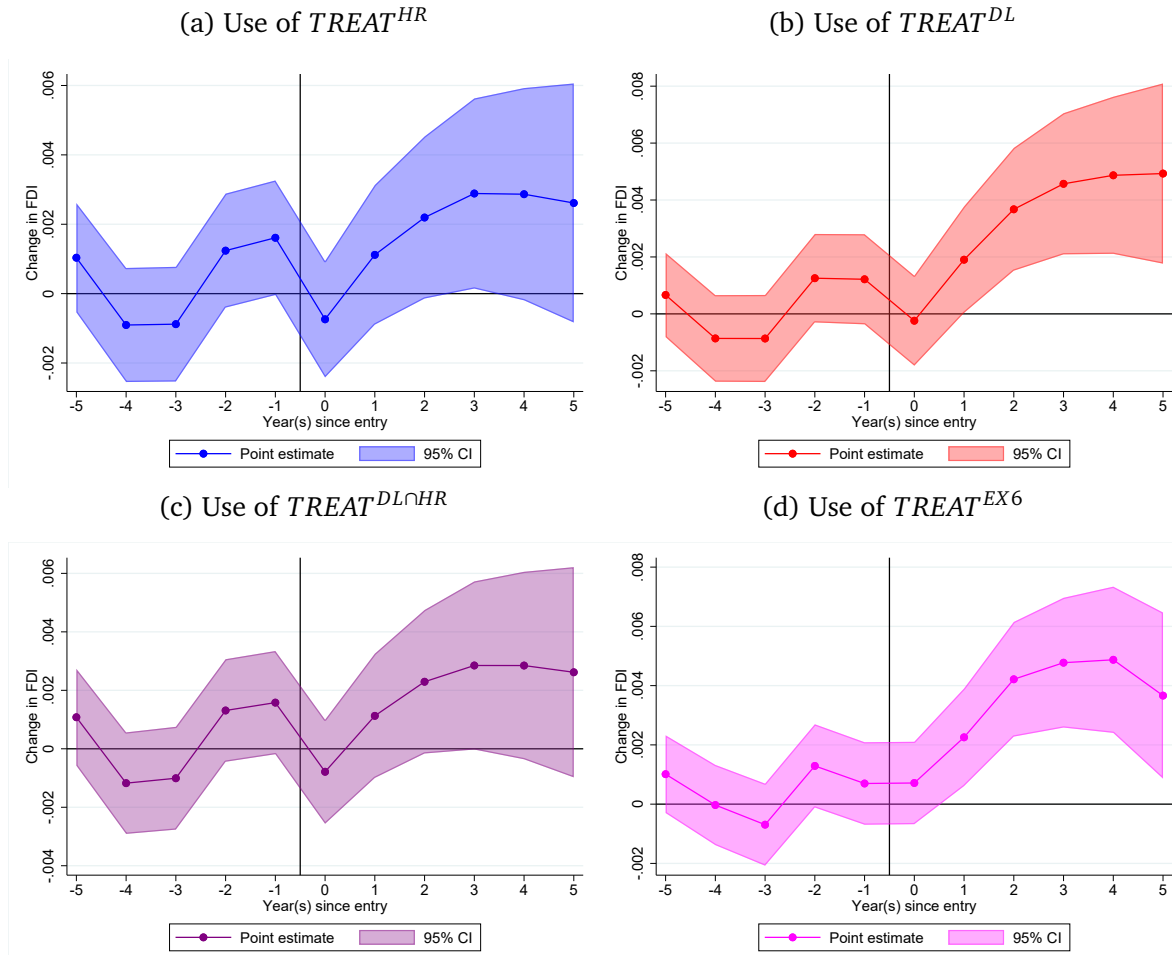 (a) Use of TREAT^HR
(b) Use of TREAT^DL
Change in FDI
.006
.004
.002
0
-.002
-5 -4 -3 -2 -1 0 1 2 3 4 5
Year(s) since entry
Point estimate 95% CI
Change in FDI
.008
.006
.004
.002
0
-.002
-5 -4 -3 -2 -1 0 1 2 3 4 5
Year(s) since entry
Point estimate 95% CI
(c) Use of TREAT^DL∩HR
(d) Use of TREAT^EX6
Change in FDI
.006
.004
.002
0
-.002
-.004
-5 -4 -3 -2 -1 0 1 2 3 4 5
Year(s) since entry
Point estimate 95% CI
Change in FDI
.008
.006
.004
.002
0
-.002
-5 -4 -3 -2 -1 0 1 2 3 4 5
Year(s) since entry
Point estimate 95% CI